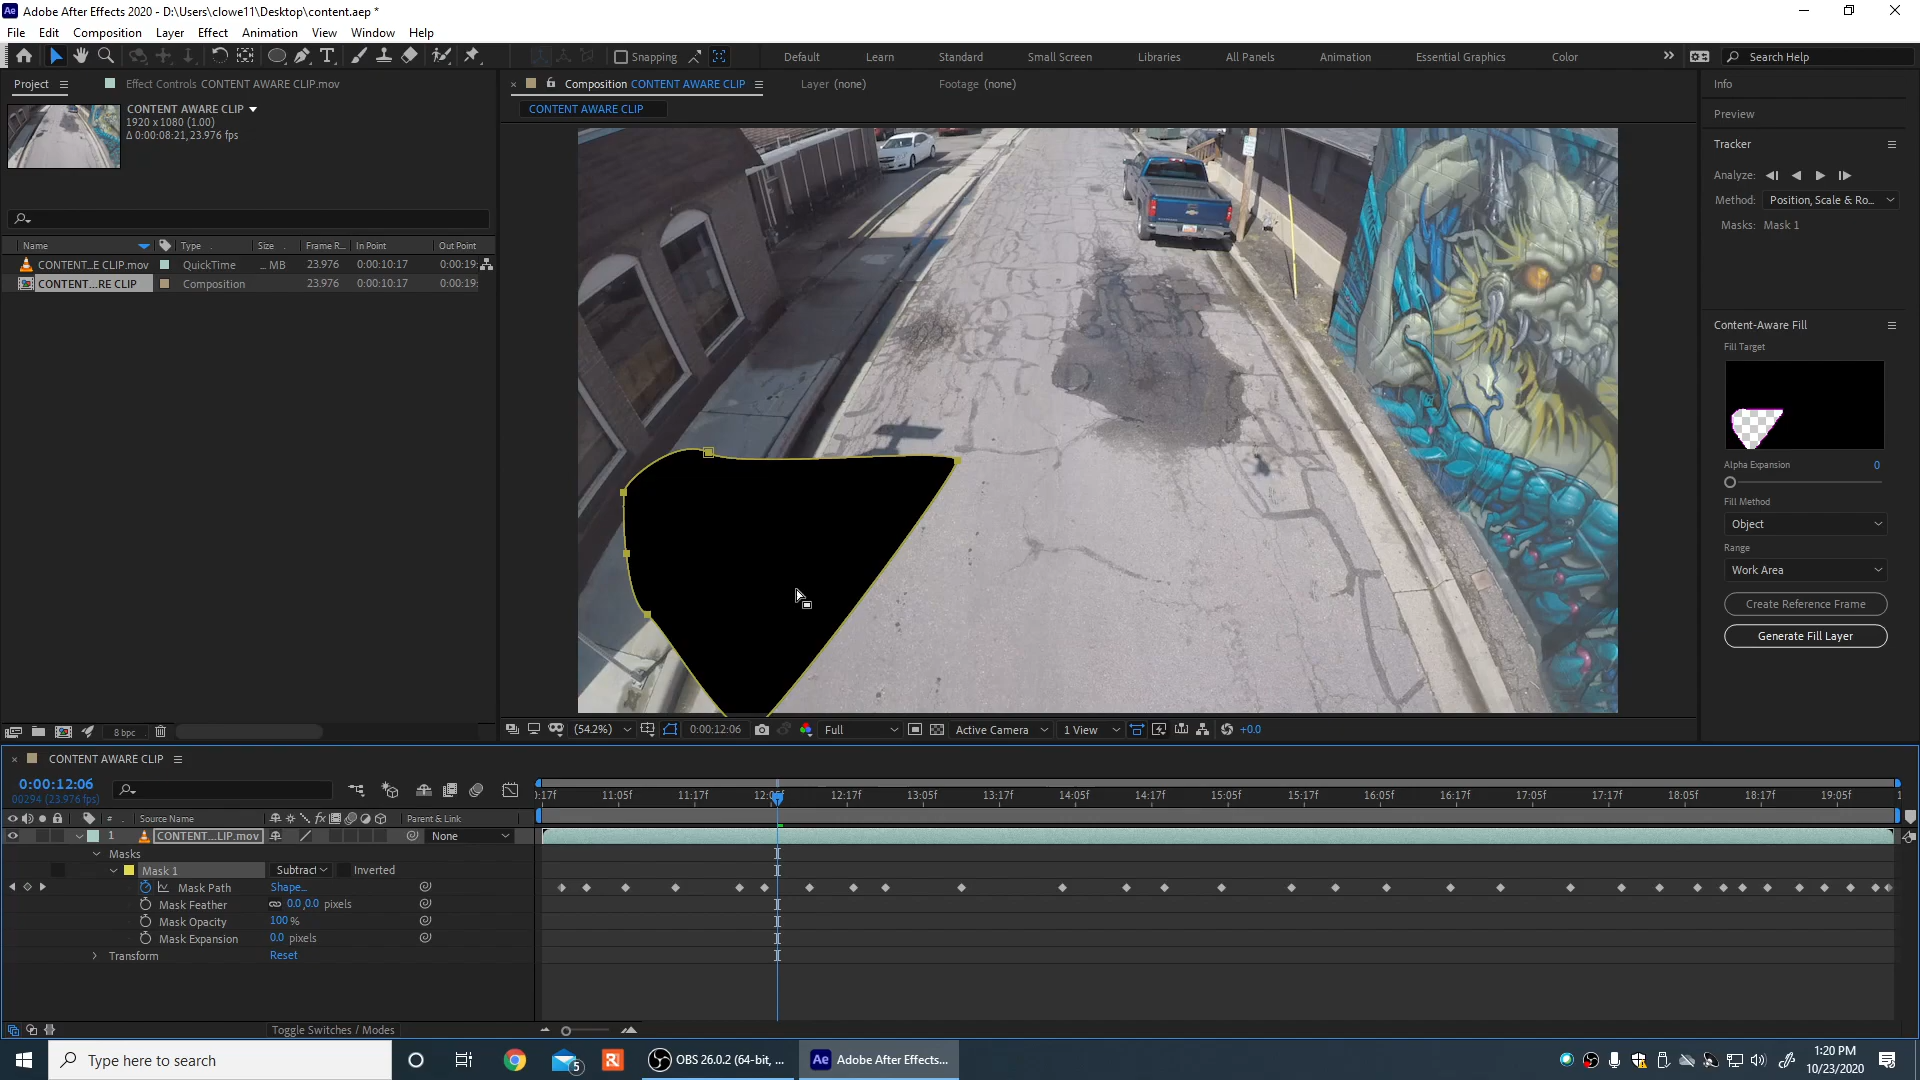 Adobe After Effects 2020 - D:\Users\clowe11\Desktop\content.aep *
File Edit Composition Layer Effect Animation View Window Help
Snapping Default Learn Standard Small Screen Libraries All Panels Animation Essential Graphics Color Search Help
Project Effect Controls CONTENT AWARE CLIP.mov
CONTENT AWARE CLIP
1920 x 1080 (1.00)
Δ 0:00:08:21, 23.976 fps
Name Type Size Frame R... In Point Out Point
CONTENT...E CLIP.mov QuickTime ... MB 23.976 0:00:10:17 0:00:19:
CONTENT...RE CLIP Composition 23.976 0:00:10:17 0:00:19:
8 bpc
Composition CONTENT AWARE CLIP Layer (none) Footage (none)
CONTENT AWARE CLIP
(54.2%) 0:00:12:06 Full Active Camera 1 View +0.0
Info
Preview
Tracker
Analyze:
Method: Position, Scale & Ro...
Masks: Mask 1
Content-Aware Fill
Fill Target
Alpha Expansion 0
Fill Method
Object
Range
Work Area
Create Reference Frame
Generate Fill Layer
CONTENT AWARE CLIP
0:00:12:06
00294 (23.976 fps)
):17f 11:05f 11:17f 12:05f 12:17f 13:05f 13:17f 14:05f 14:17f 15:05f 15:17f 16:05f 16:17f 17:05f 17:17f 18:05f 18:17f 19:05f 1
# Source Name fx Parent & Link
1 CONTENT...LIP.mov None
Masks
Mask 1 Subtract Inverted
Mask Path Shape...
Mask Feather 0.0,0.0 pixels
Mask Opacity 100 %
Mask Expansion 0.0 pixels
Transform Reset
Toggle Switches / Modes
Type here to search 5 OBS 26.0.2 (64-bit, ... Ae Adobe After Effects...
1:20 PM
10/23/2020